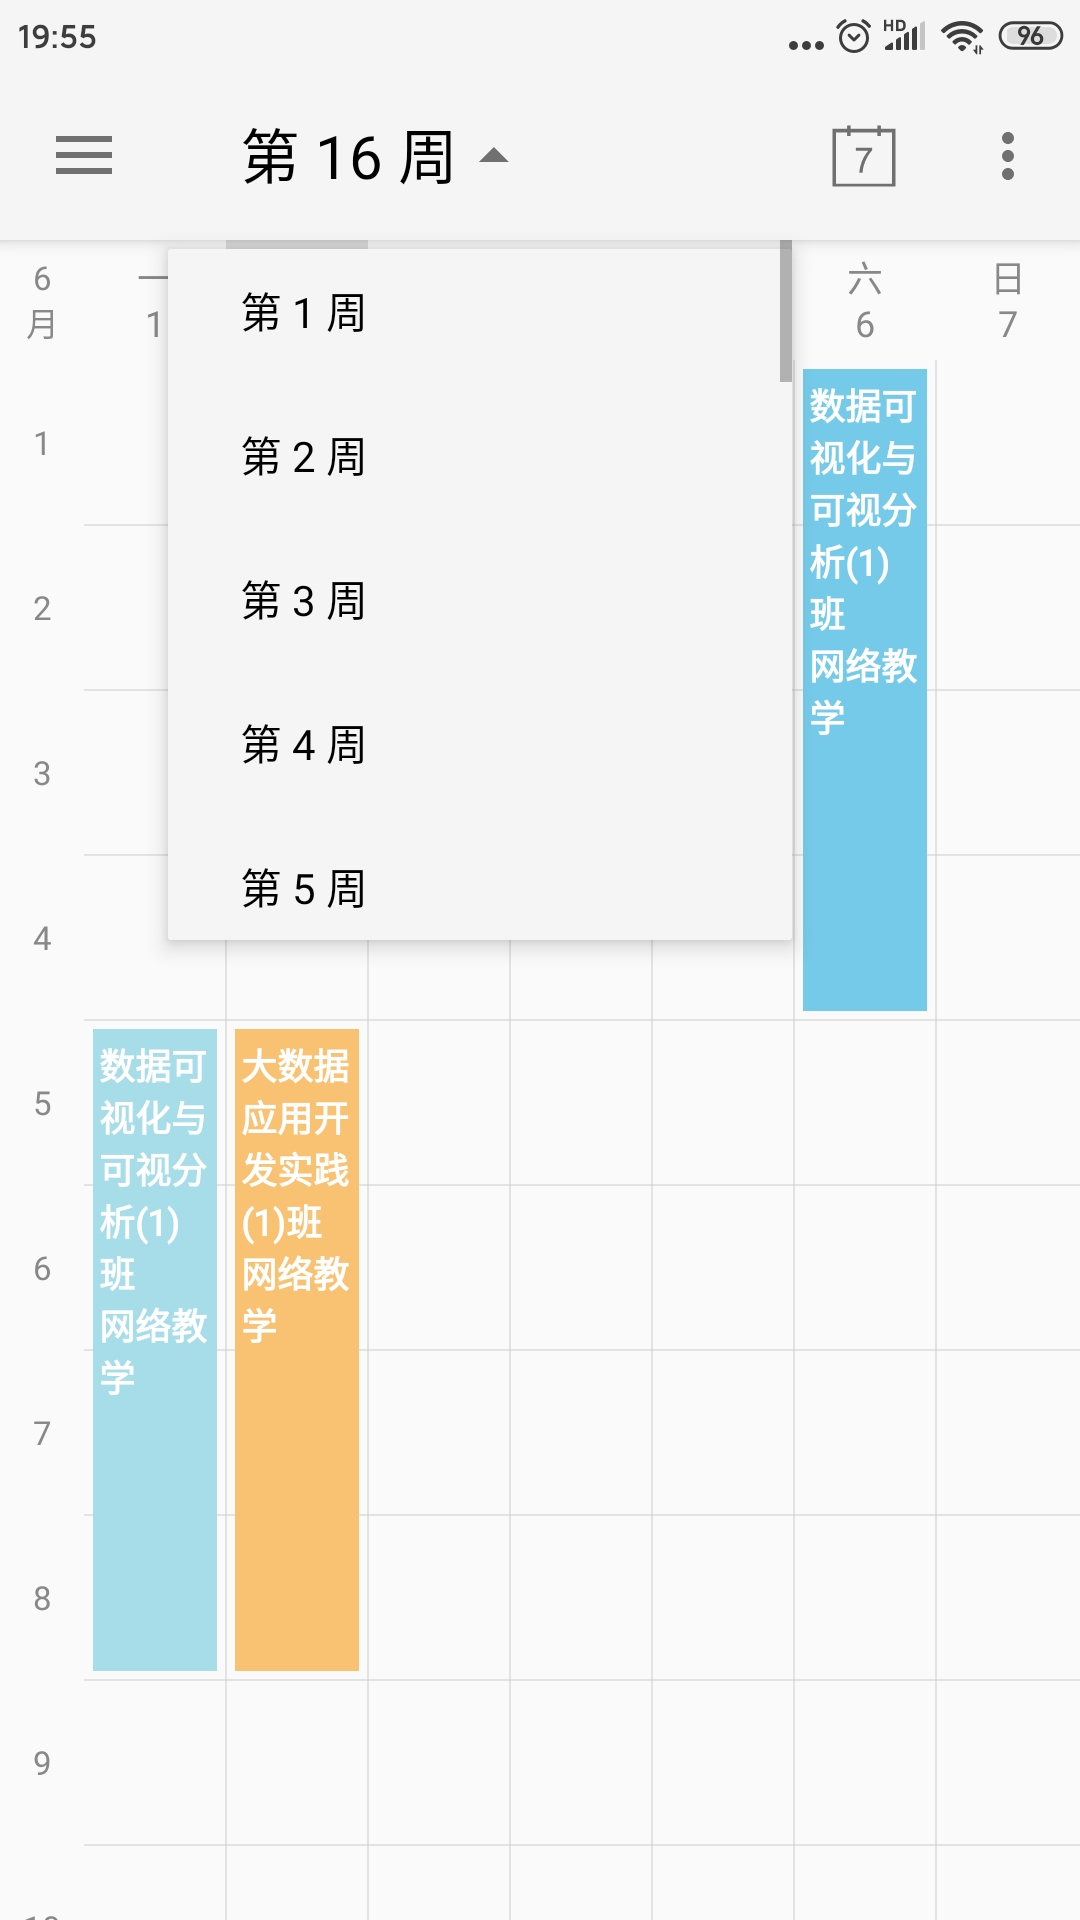 19:55
HD
96
第 16 周
7
6
月
一
1
六
6
日
7
第 1 周
第 2 周
第 3 周
第 4 周
第 5 周
1
2
3
4
5
6
7
8
9
数据可
视化与
可视分
析(1)
班
网络教
学
数据可
视化与
可视分
析(1)
班
网络教
学
大数据
应用开
发实践
(1)班
网络教
学